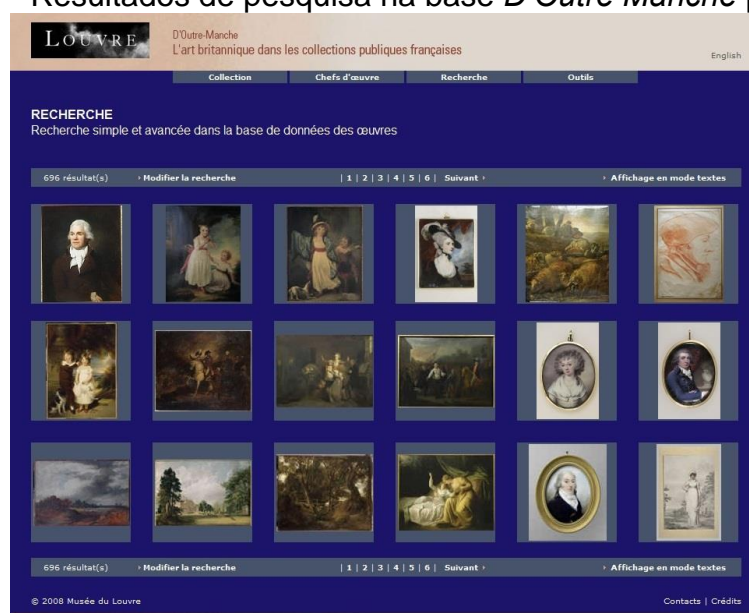 Resultados de pesquisa na base D'Outre Manche
LOUVRE
D'Outre-Manche
L'art britannique dans les collections publiques françaises
English
Collection Chefs d'œuvre Recherche Outils
RECHERCHE
Recherche simple et avancée dans la base de données des œuvres
696 résultat(s) › Modifier la recherche | 1 | 2 | 3 | 4 | 5 | 6 | Suivant › › Affichage en mode textes
696 résultat(s) › Modifier la recherche | 1 | 2 | 3 | 4 | 5 | 6 | Suivant › › Affichage en mode textes
© 2008 Musée du Louvre Contacts | Crédits